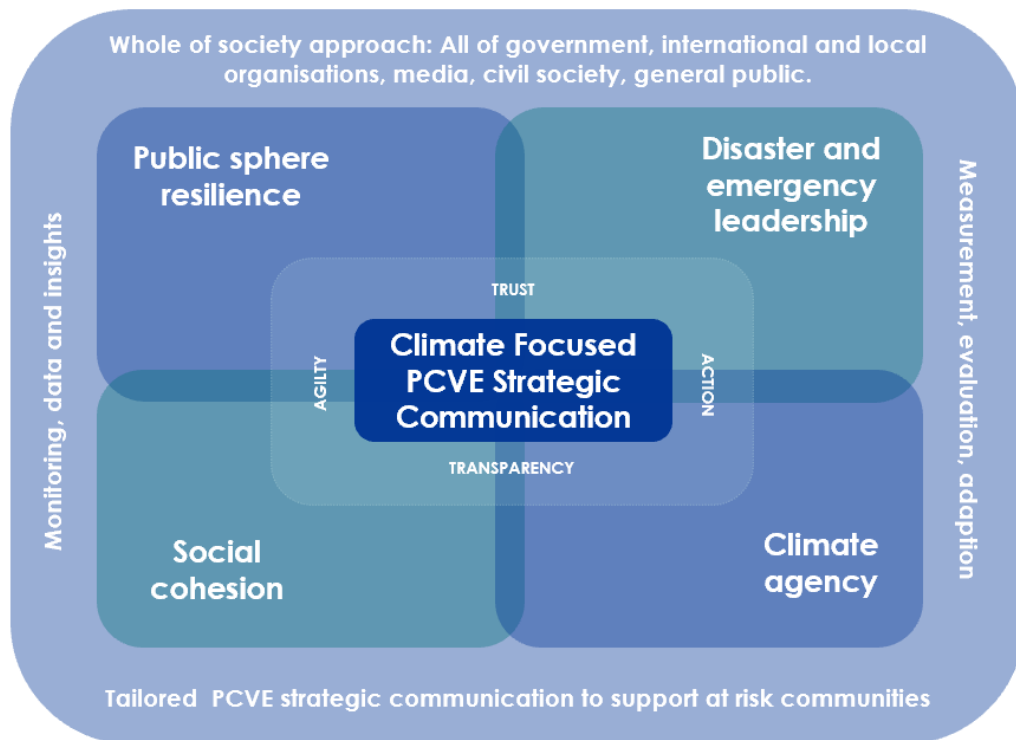 Whole of society approach: All of government, international and local
organisations, media, civil society, general public.
Public sphere
resilience
Disaster and
emergency
leadership
Monitoring, data and insights
Measurement, evaluation, adaption
TRUST
AGILTY
Climate Focused
PCVE Strategic
Communication
ACTION
TRANSPARENCY
Social
cohesion
Climate
agency
Tailored PCVE strategic communication to support at risk communities